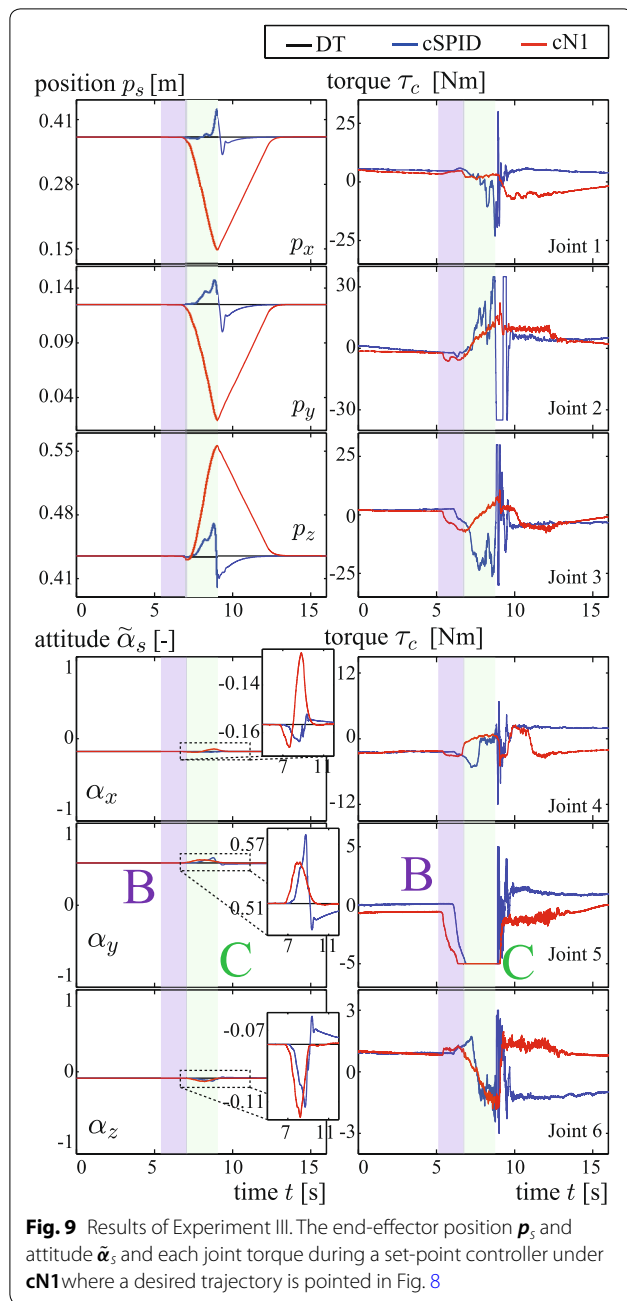 DT cSPID cN1
position p_s [m]
torque τ_c [Nm]
0.41
0.28
0.15
p_x
25
0
-25
Joint 1
0.14
0.09
0.04
p_y
30
0
-30
Joint 2
0.55
0.48
0.41
p_z
25
0
-25
Joint 3
0 5 10 15
0 5 10 15
attitude α̃_s [-]
torque τ_c [Nm]
1
0
-1
α_x
-0.14
-0.16
7 11
12
0
-12
Joint 4
1
0
-1
α_y
B
C
0.57
0.51
7 11
5
0
-5
B
C
Joint 5
1
0
-1
α_z
-0.07
-0.11
7 11
3
0
-3
Joint 6
0 5 10 15
0 5 10 15
time t [s]
time t [s]
Fig. 9 Results of Experiment III. The end-effector position p_s and
attitude α̃_s and each joint torque during a set-point controller under
cN1 where a desired trajectory is pointed in Fig. 8